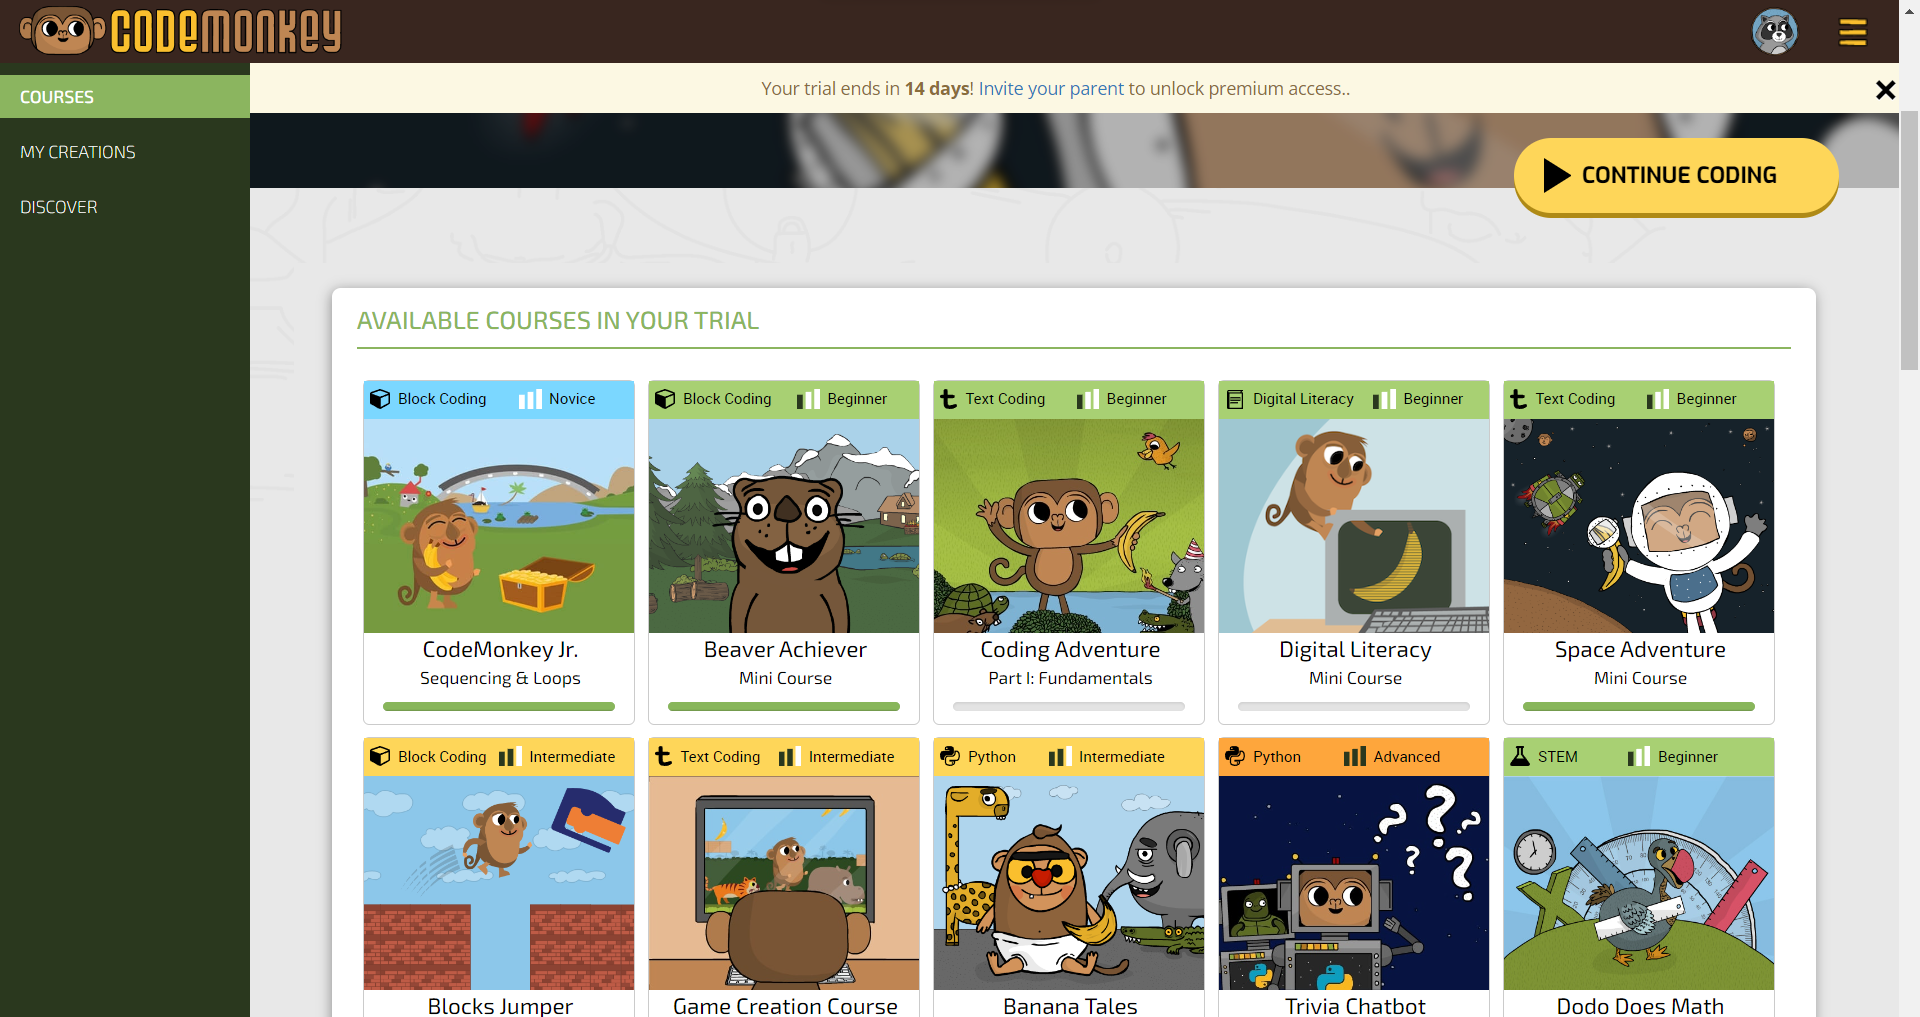 CODEMONKEY
COURSES
MY CREATIONS
DISCOVER
Your trial ends in 14 days! Invite your parent to unlock premium access..
CONTINUE CODING
AVAILABLE COURSES IN YOUR TRIAL
Block Coding Novice
CodeMonkey Jr.
Sequencing & Loops
Block Coding Beginner
Beaver Achiever
Mini Course
Text Coding Beginner
Coding Adventure
Part I: Fundamentals
Digital Literacy Beginner
Digital Literacy
Mini Course
Text Coding Beginner
Space Adventure
Mini Course
Block Coding Intermediate
Blocks Jumper
Text Coding Intermediate
Game Creation Course
Python Intermediate
Banana Tales
Python Advanced
? ? ? ? ?
Trivia Chatbot
STEM Beginner
Dodo Does Math